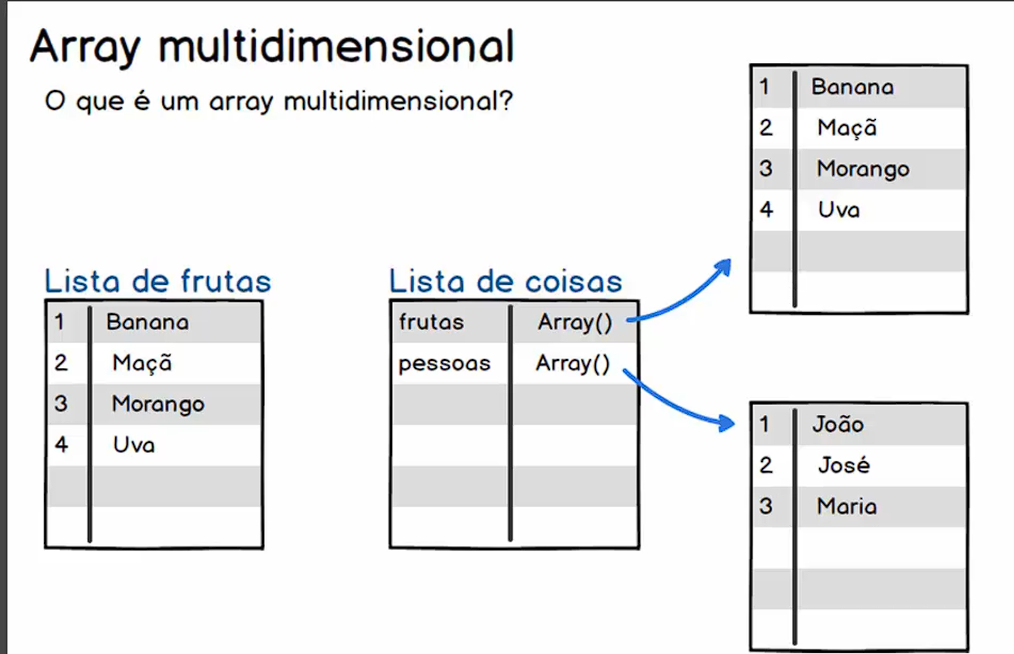 Array multidimensional
O que é um array multidimensional?
Lista de frutas
1 Banana
2 Maçã
3 Morango
4 Uva
Lista de coisas
frutas Array()
pessoas Array()
1 Banana
2 Maçã
3 Morango
4 Uva
1 João
2 José
3 Maria